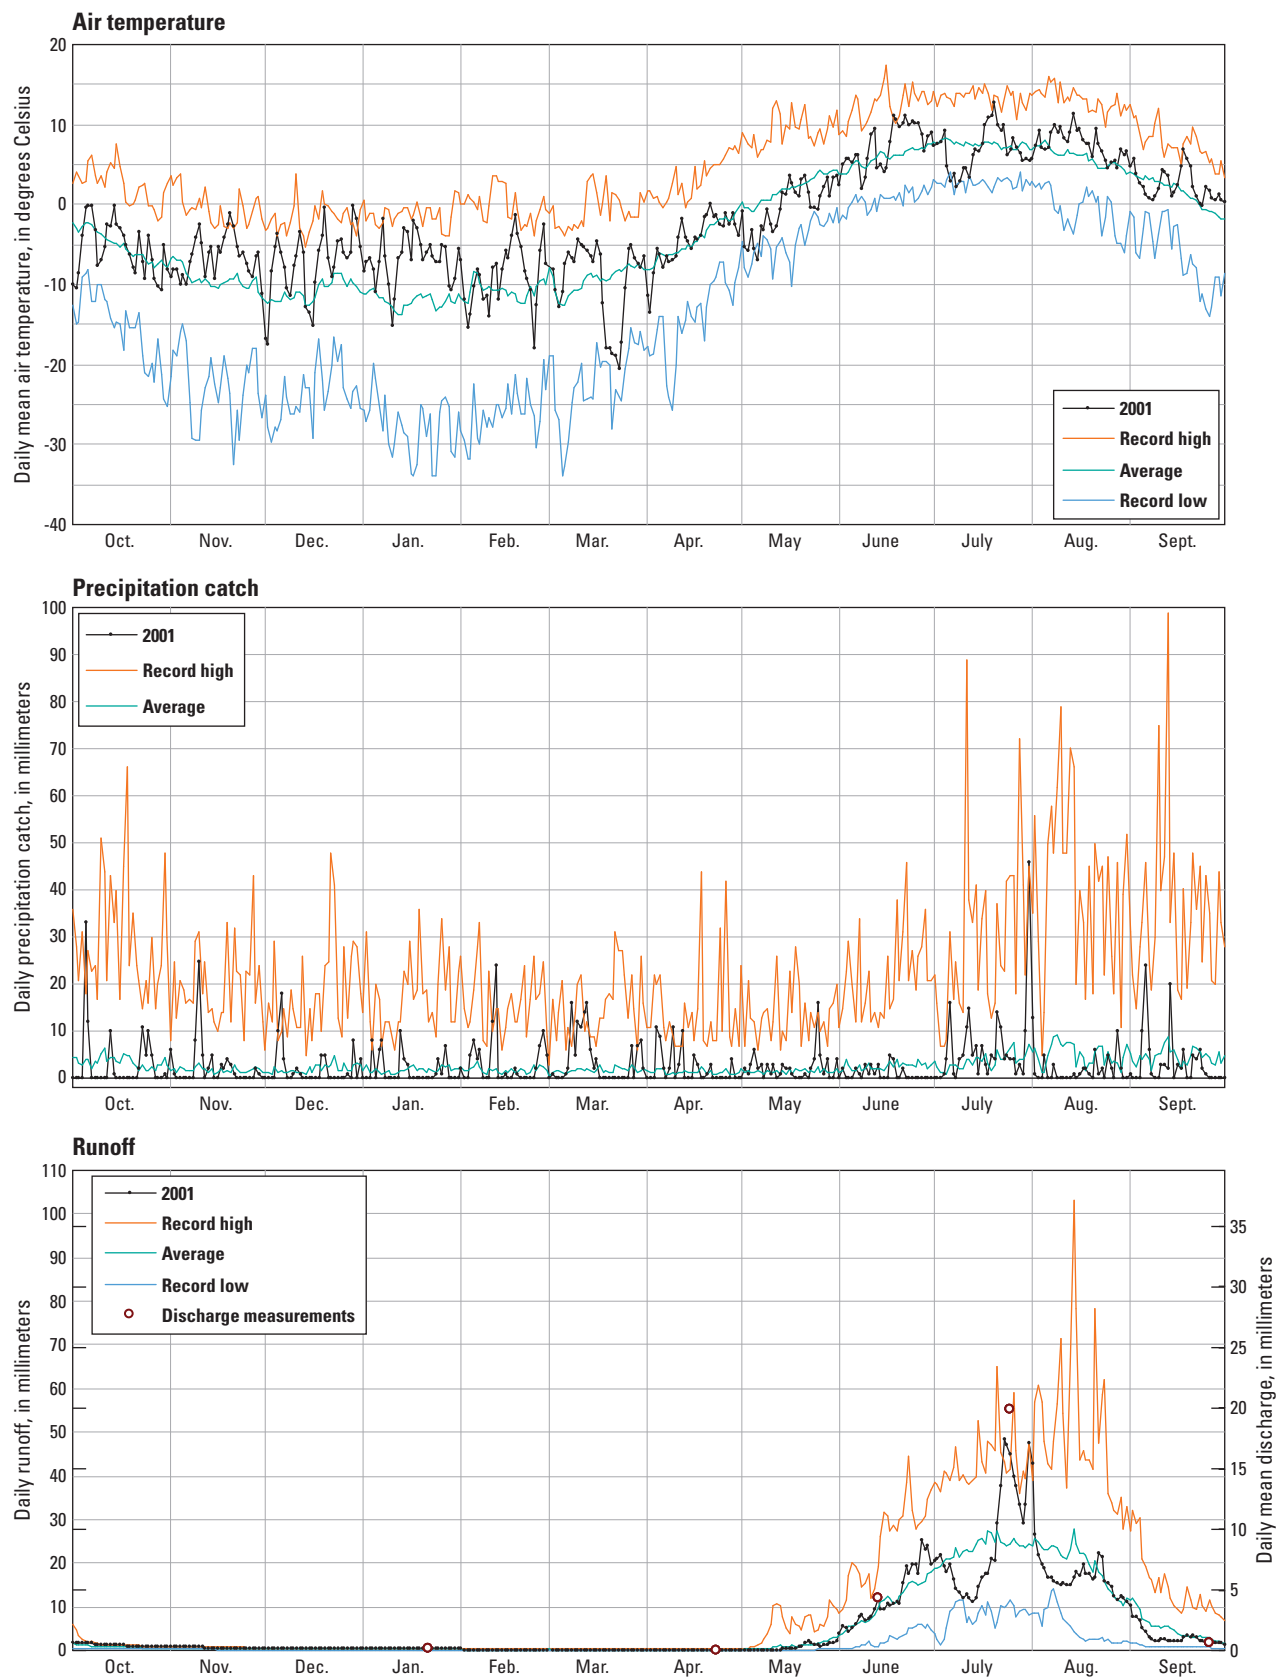 Air temperature
Daily mean air temperature, in degrees Celsius
20
10
0
-10
-20
-30
-40
2001
Record high
Average
Record low
Oct. Nov. Dec. Jan. Feb. Mar. Apr. May June July Aug. Sept.
Precipitation catch
Daily precipitation catch, in millimeters
100
90
80
70
60
50
40
30
20
10
0
2001
Record high
Average
Oct. Nov. Dec. Jan. Feb. Mar. Apr. May June July Aug. Sept.
Runoff
Daily runoff, in millimeters
110
100
90
80
70
60
50
40
30
20
10
0
2001
Record high
Average
Record low
Discharge measurements
35
30
25
20
15
10
5
0
Daily mean discharge, in millimeters
Oct. Nov. Dec. Jan. Feb. Mar. Apr. May June July Aug. Sept.